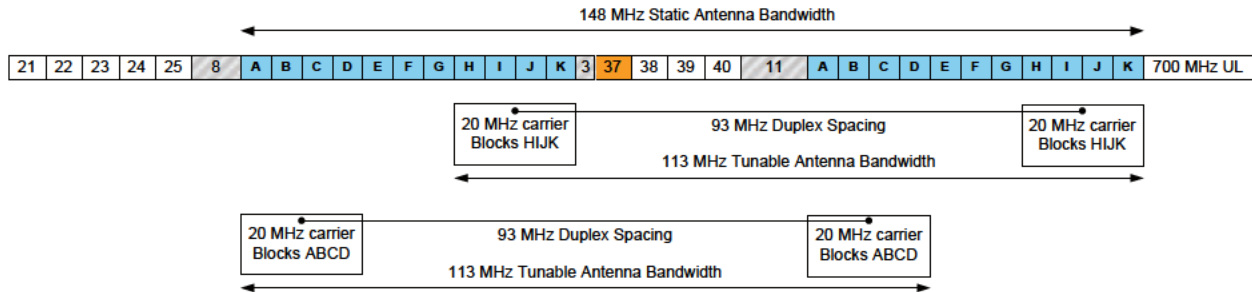 148 MHz Static Antenna Bandwidth
21 22 23 24 25 8 A B C D E F G H I J K 3 37 38 39 40 11 A B C D E F G H I J K 700 MHz UL
20 MHz carrier
Blocks HIJK
93 MHz Duplex Spacing
20 MHz carrier
Blocks HIJK
113 MHz Tunable Antenna Bandwidth
20 MHz carrier
Blocks ABCD
93 MHz Duplex Spacing
20 MHz carrier
Blocks ABCD
113 MHz Tunable Antenna Bandwidth